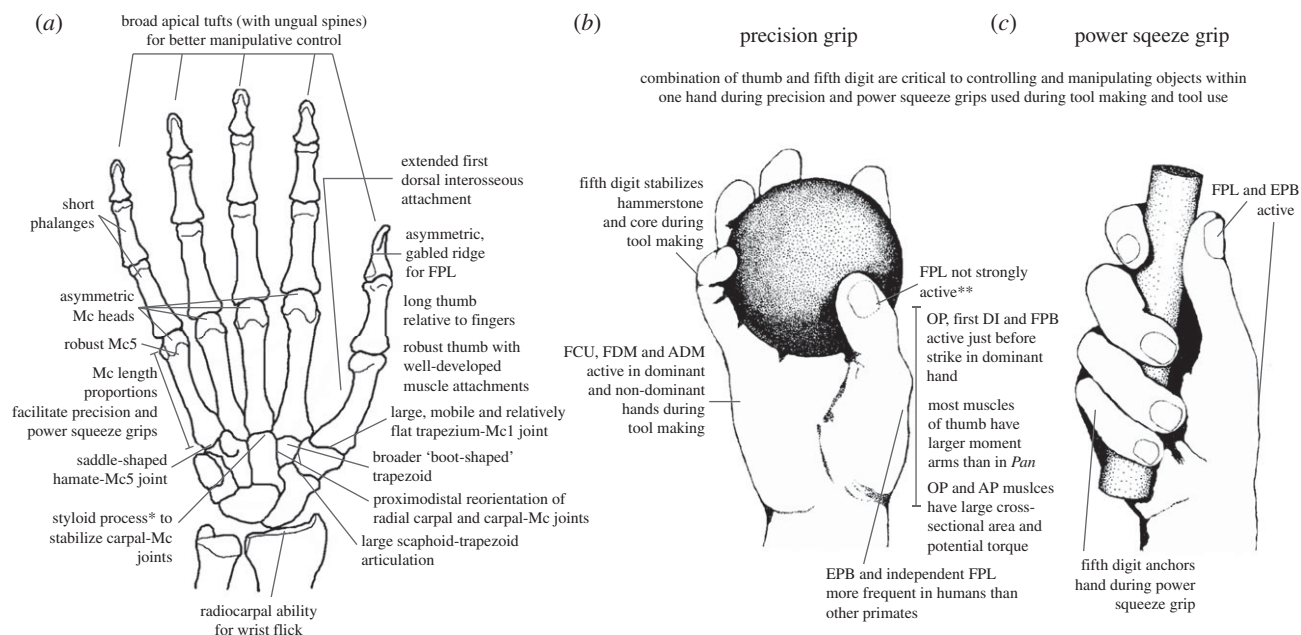 (a)
broad apical tufts (with ungual spines)
for better manipulative control
short
phalanges
asymmetric
Mc heads
robust Mc5
Mc length
proportions
facilitate precision and
power squeeze grips
saddle-shaped
hamate-Mc5 joint
styloid process* to
stabilize carpal-Mc
joints
radiocarpal ability
for wrist flick
extended first
dorsal interosseous
attachment
asymmetric,
gabled ridge
for FPL
long thumb
relative to fingers
robust thumb with
well-developed
muscle attachments
large, mobile and relatively
flat trapezium-Mc1 joint
broader ‘boot-shaped’
trapezoid
proximodistal reorientation of
radial carpal and carpal-Mc joints
large scaphoid-trapezoid
articulation
(b)
precision grip
(c)
power sqeeze grip
combination of thumb and fifth digit are critical to controlling and manipulating objects within
one hand during precision and power squeeze grips used during tool making and tool use
fifth digit stabilizes
hammerstone
and core during
tool making
FCU, FDM and ADM
active in dominant
and non-dominant
hands during
tool making
FPL not strongly
active**
OP, first DI and FPB
active just before
strike in dominant
hand
most muscles
of thumb have
larger moment
arms than in Pan
OP and AP muslces
have large cross-
sectional area and
potential torque
EPB and independent FPL
more frequent in humans than
other primates
FPL and EPB
active
fifth digit anchors
hand during power
squeeze grip